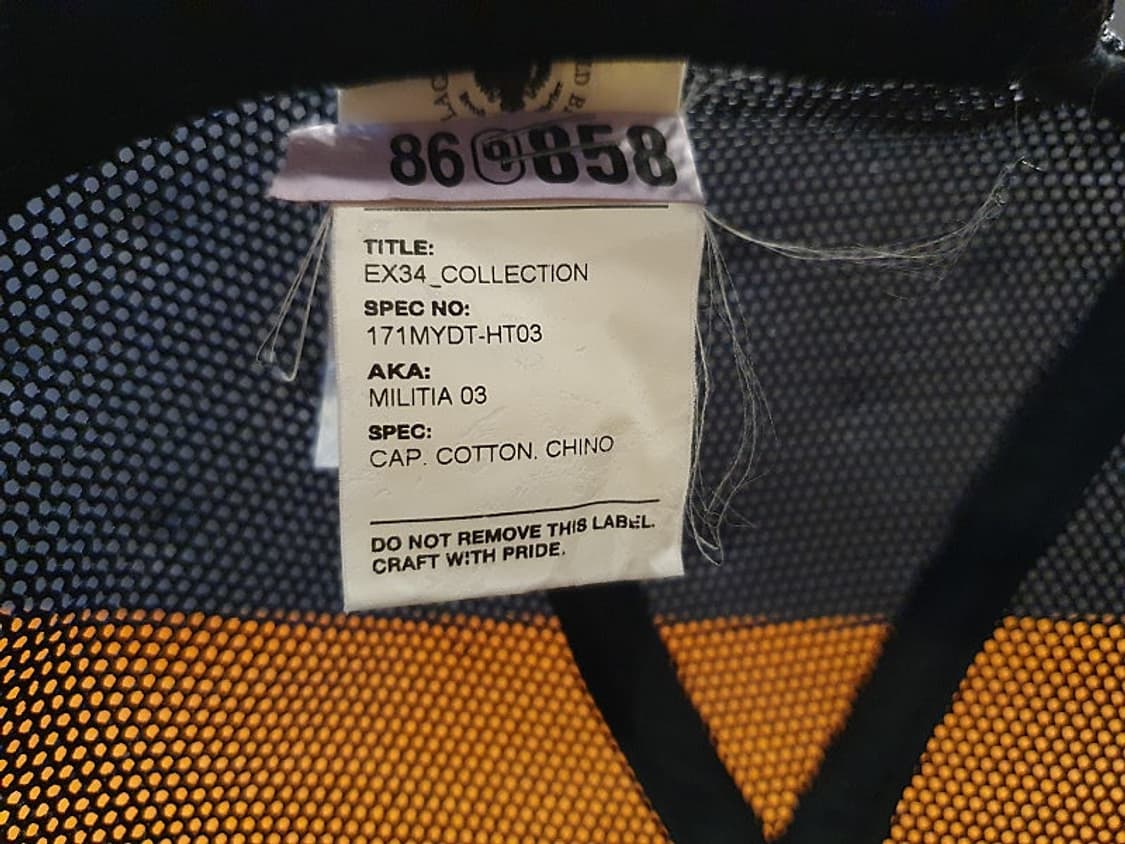 86 9 858
TITLE:
EX34_COLLECTION
SPEC NO:
171MYDT-HT03
AKA:
MILITIA 03
SPEC:
CAP. COTTON. CHINO
DO NOT REMOVE THIS LABEL.
CRAFT WITH PRIDE.